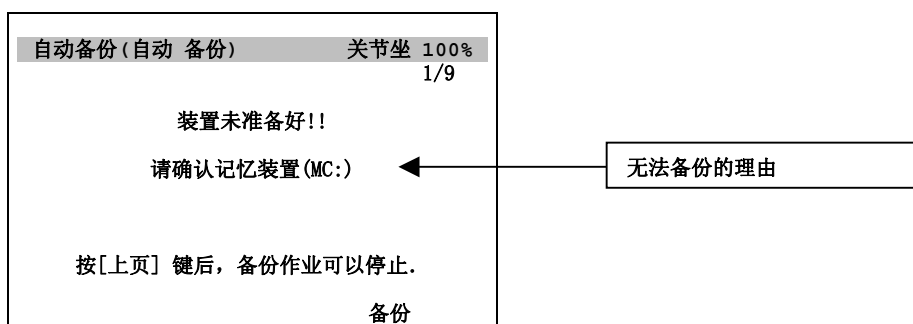 自动备份(自动 备份) 关节坐 100%
1/9
装置未准备好!!
请确认记忆装置(MC:)
无法备份的理由
按[上页] 键后，备份作业可以停止.
备份